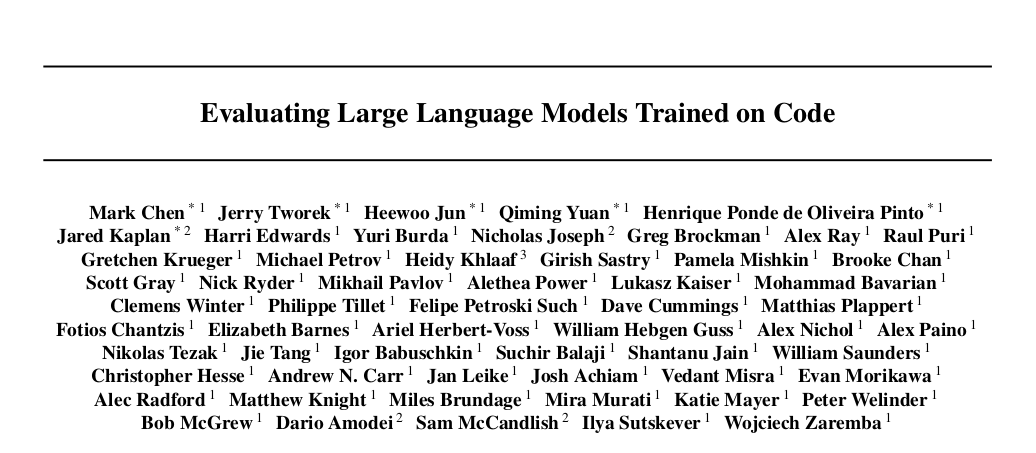 Evaluating Large Language Models Trained on Code
Mark Chen * 1 Jerry Tworek * 1 Heewoo Jun * 1 Qiming Yuan * 1 Henrique Ponde de Oliveira Pinto * 1
Jared Kaplan * 2 Harri Edwards 1 Yuri Burda 1 Nicholas Joseph 2 Greg Brockman 1 Alex Ray 1 Raul Puri 1
Gretchen Krueger 1 Michael Petrov 1 Heidy Khlaaf 3 Girish Sastry 1 Pamela Mishkin 1 Brooke Chan 1
Scott Gray 1 Nick Ryder 1 Mikhail Pavlov 1 Alethea Power 1 Lukasz Kaiser 1 Mohammad Bavarian 1
Clemens Winter 1 Philippe Tillet 1 Felipe Petroski Such 1 Dave Cummings 1 Matthias Plappert 1
Fotios Chantzis 1 Elizabeth Barnes 1 Ariel Herbert-Voss 1 William Hebgen Guss 1 Alex Nichol 1 Alex Paino 1
Nikolas Tezak 1 Jie Tang 1 Igor Babuschkin 1 Suchir Balaji 1 Shantanu Jain 1 William Saunders 1
Christopher Hesse 1 Andrew N. Carr 1 Jan Leike 1 Josh Achiam 1 Vedant Misra 1 Evan Morikawa 1
Alec Radford 1 Matthew Knight 1 Miles Brundage 1 Mira Murati 1 Katie Mayer 1 Peter Welinder 1
Bob McGrew 1 Dario Amodei 2 Sam McCandlish 2 Ilya Sutskever 1 Wojciech Zaremba 1